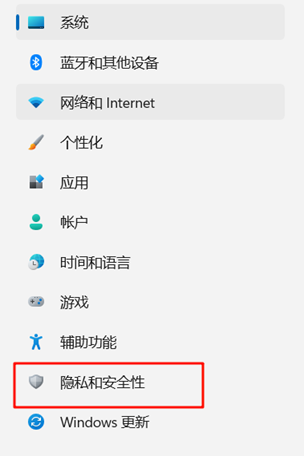 系统
蓝牙和其他设备
网络和 Internet
个性化
应用
帐户
时间和语言
游戏
辅助功能
隐私和安全性
Windows 更新